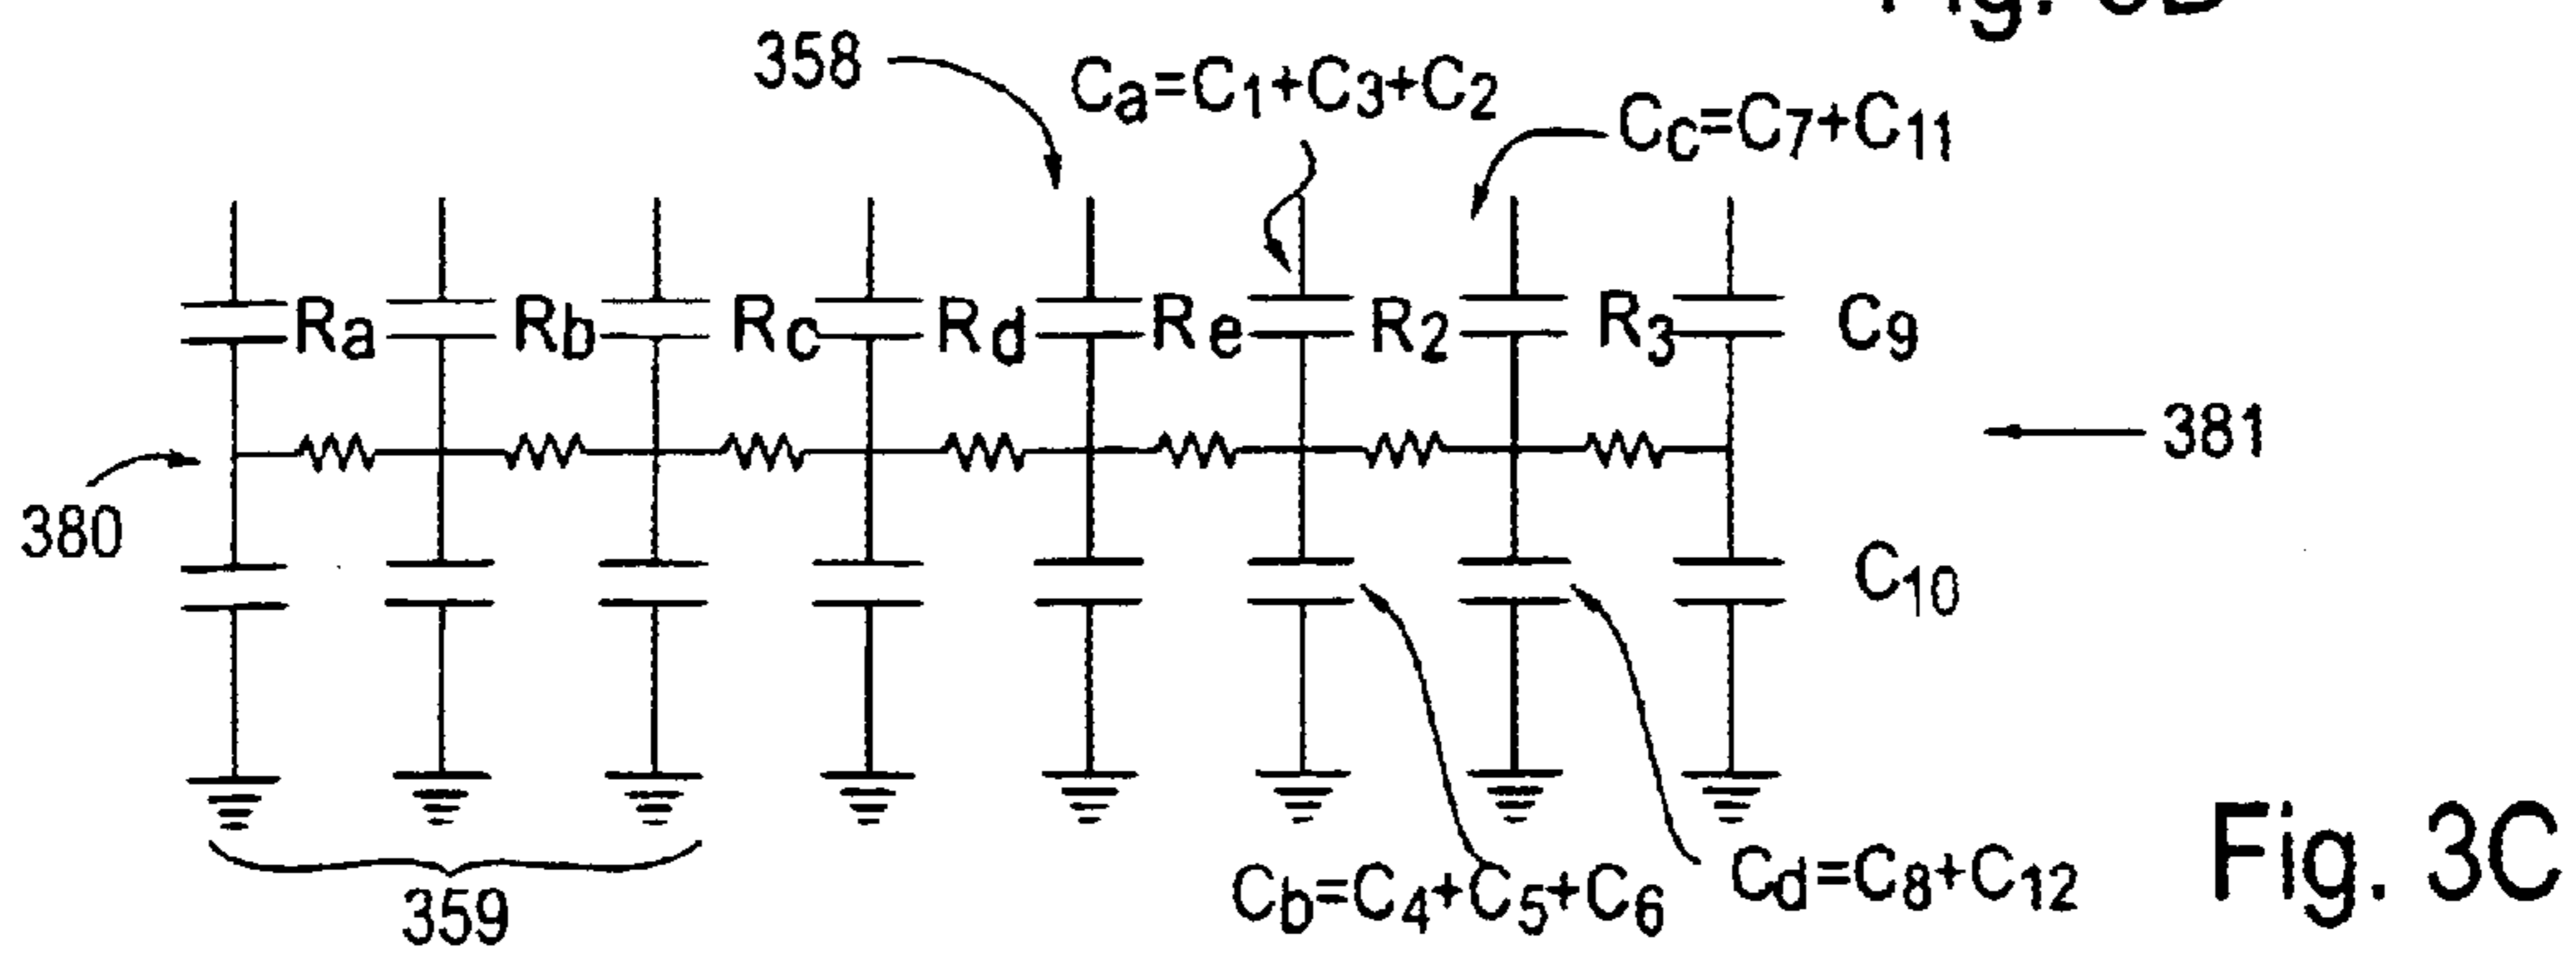 358
Ca=C1+C3+C2
Cc=C7+C11
Ra Rb Rc Rd Re R2 R3 C9
381
380
C10
359
Cb=C4+C5+C6
Cd=C8+C12
Fig. 3C